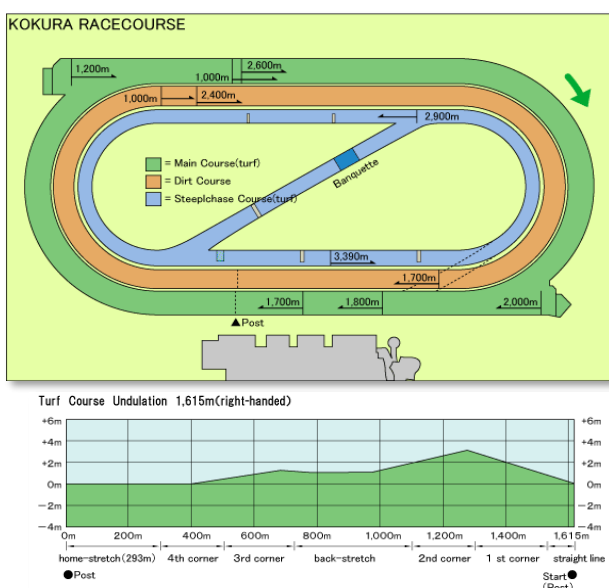 KOKURA RACECOURSE
1,200m
2,600m
1,000m
1,000m
2,400m
2,900m
= Main Course(turf)
= Dirt Course
= Steeplchase Course(turf)
Banquette
3,390m
1,700m
1,700m
1,800m
2,000m
▲Post
Turf Course Undulation 1,615m(right-handed)
+6m +6m
+4m +4m
+2m +2m
0m 0m
−2m −2m
−4m −4m
0m 200m 400m 600m 800m 1,000m 1,200m 1,400m 1,615m
home-stretch(293m) 4th corner 3rd corner back-stretch 2nd corner 1 st corner straight line
●Post Start●
(Post)